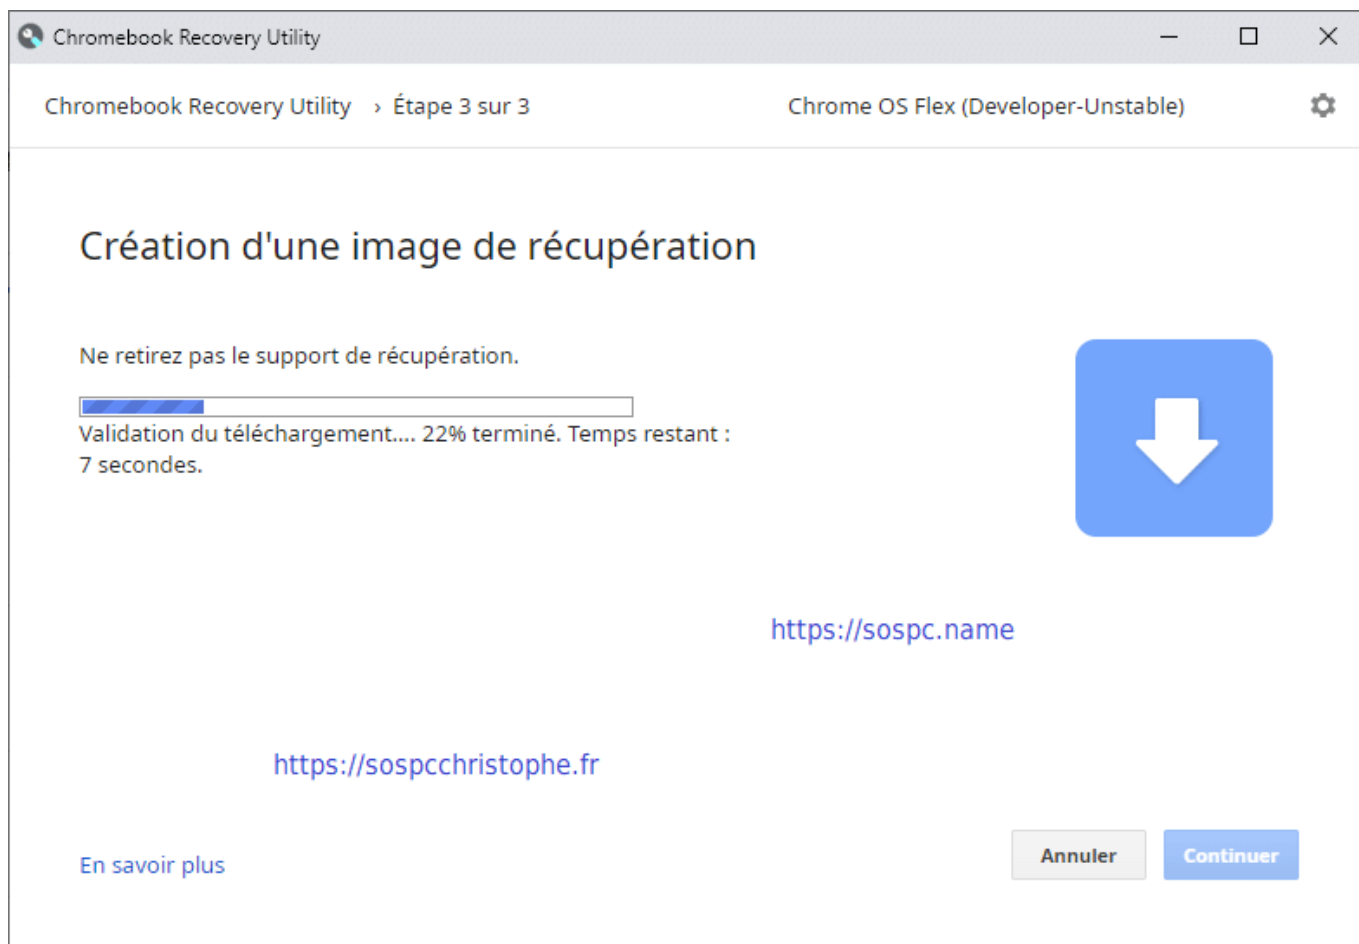 Chromebook Recovery Utility
Chromebook Recovery Utility › Étape 3 sur 3 Chrome OS Flex (Developer-Unstable)
Création d'une image de récupération
Ne retirez pas le support de récupération.
Validation du téléchargement.... 22% terminé. Temps restant :
7 secondes.
https://sospc.name
https://sospcchristophe.fr
En savoir plus Annuler Continuer